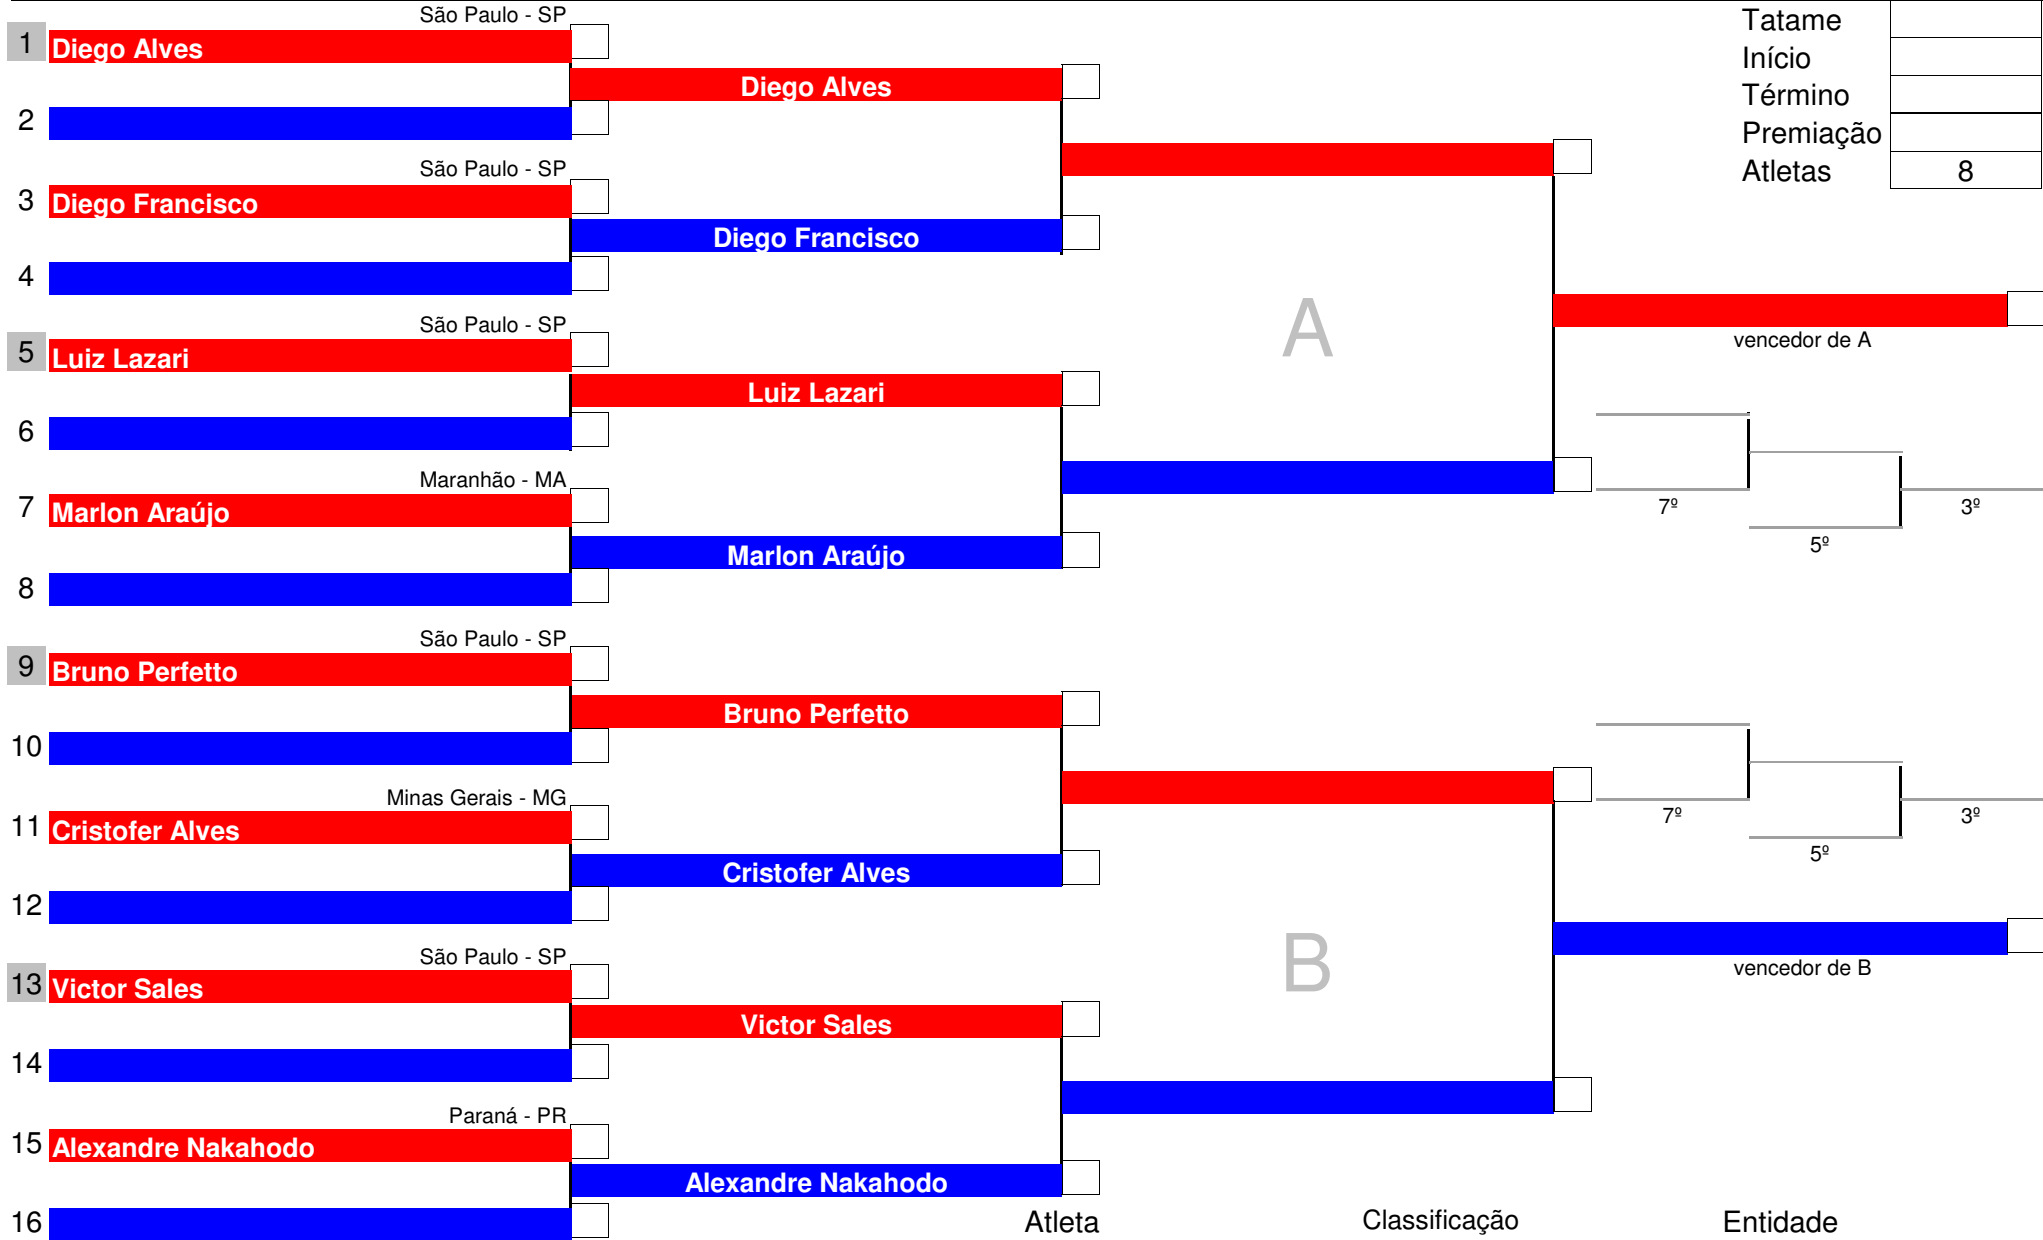 São Paulo - SP
1 Diego Alves
Diego Alves
2
São Paulo - SP
3 Diego Francisco
Diego Francisco
4
São Paulo - SP
5 Luiz Lazari
Luiz Lazari
6
Maranhão - MA
7 Marlon Araújo
Marlon Araújo
8
São Paulo - SP
9 Bruno Perfetto
Bruno Perfetto
10
Minas Gerais - MG
11 Cristofer Alves
Cristofer Alves
12
São Paulo - SP
13 Victor Sales
Victor Sales
14
Paraná - PR
15 Alexandre Nakahodo
Alexandre Nakahodo
16
A
B
Tatame
Início
Término
Premiação
Atletas 8
vencedor de A
7º
3º
5º
7º
3º
5º
vencedor de B
Atleta Classificação Entidade